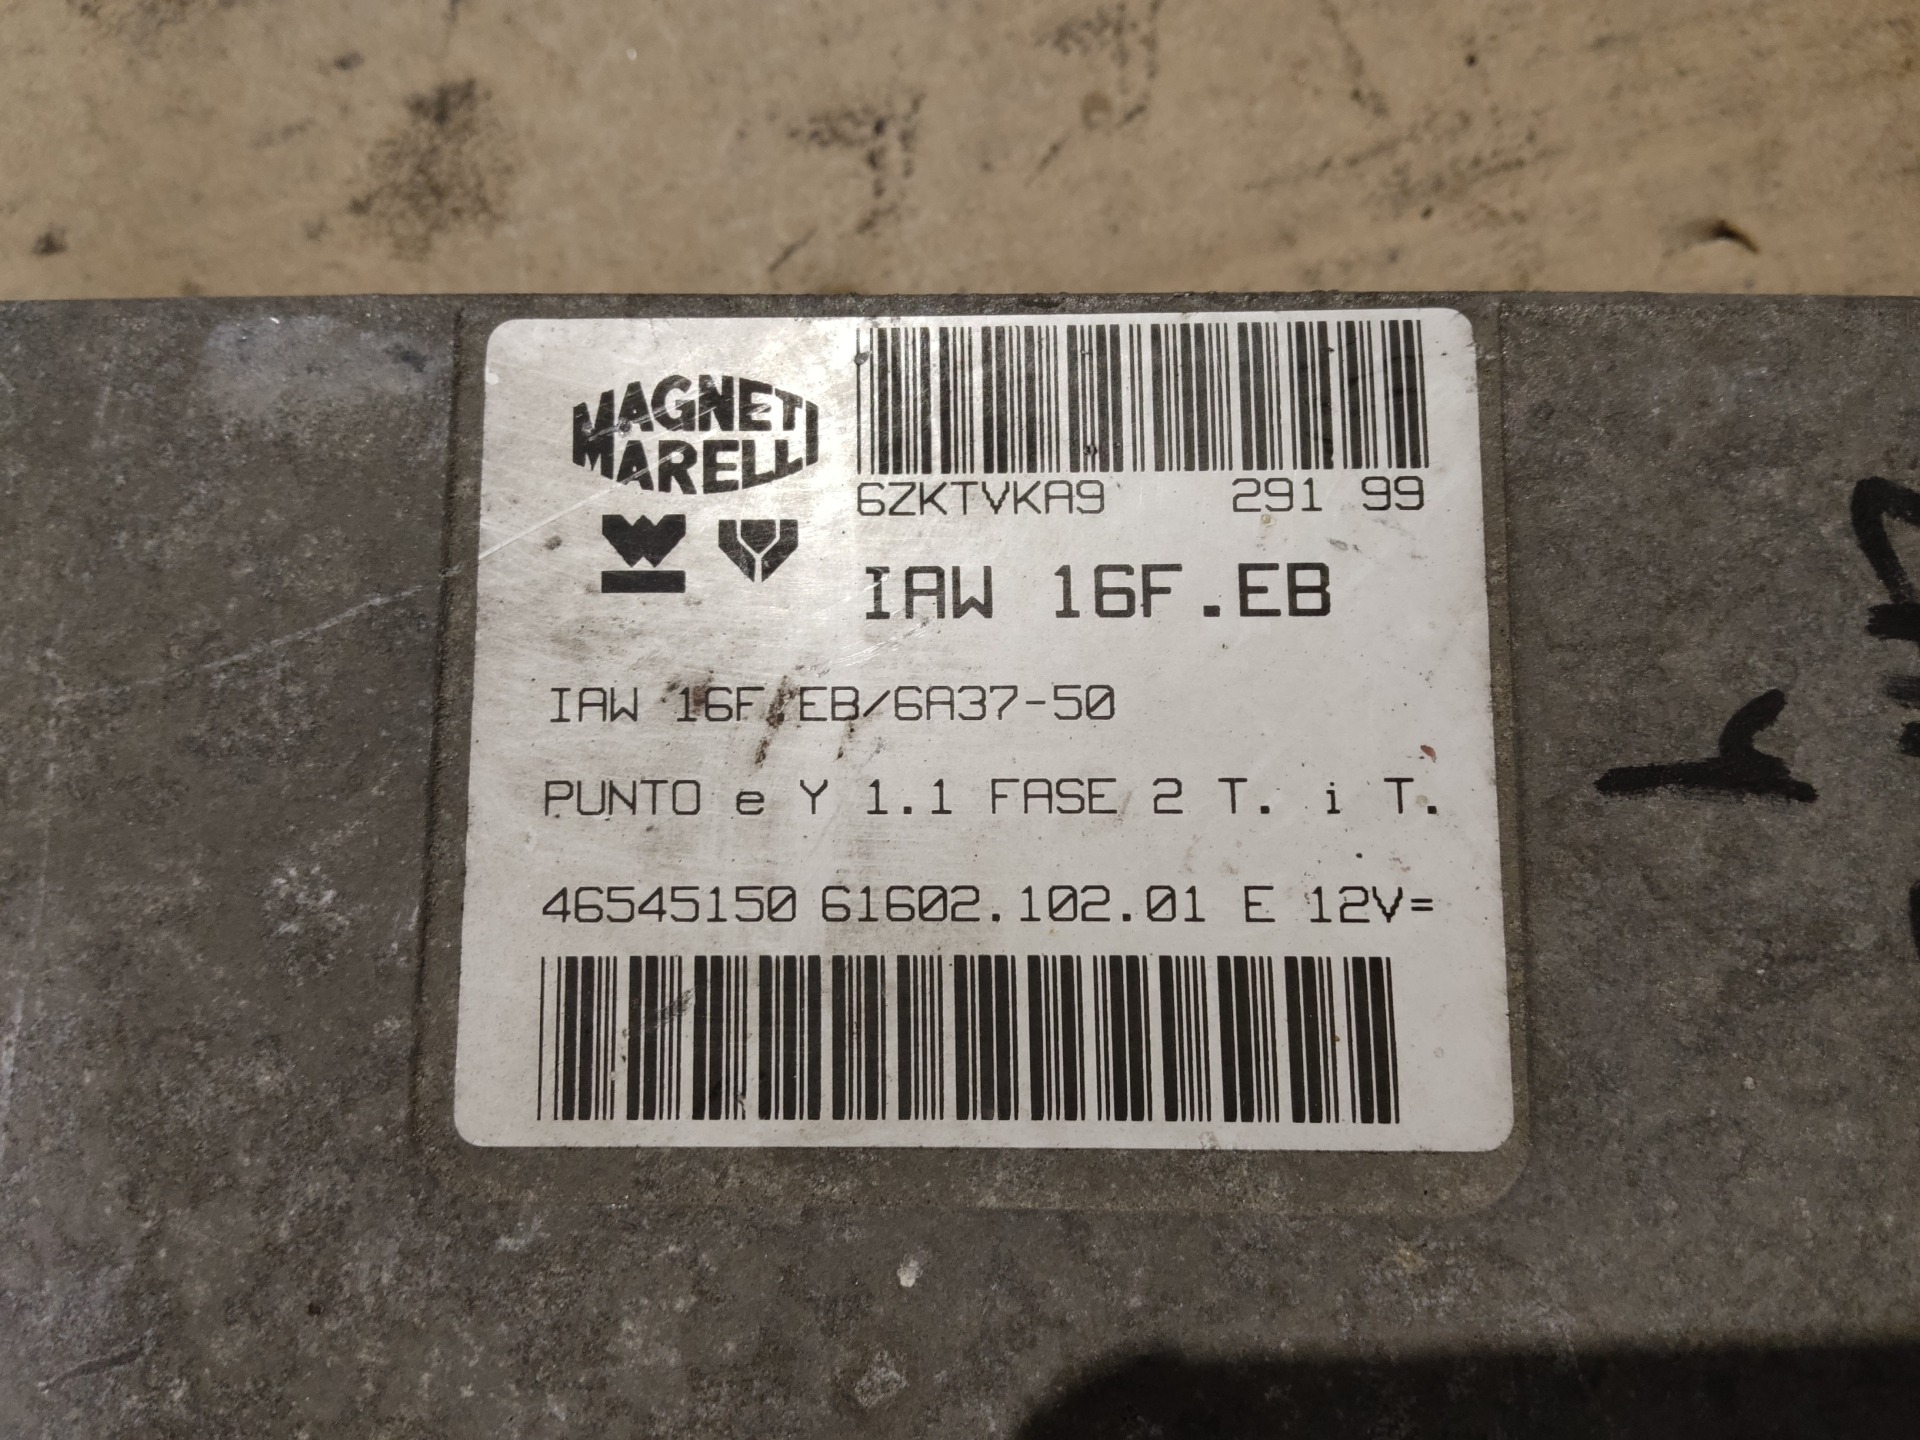 MAGNETI
MARELLI
6ZKTVKA9 291 99
IAW 16F.EB
IAW 16F.EB/6A37-50
PUNTO e Y 1.1 FASE 2 T. i T.
46545150 61602.102.01 E 12V=